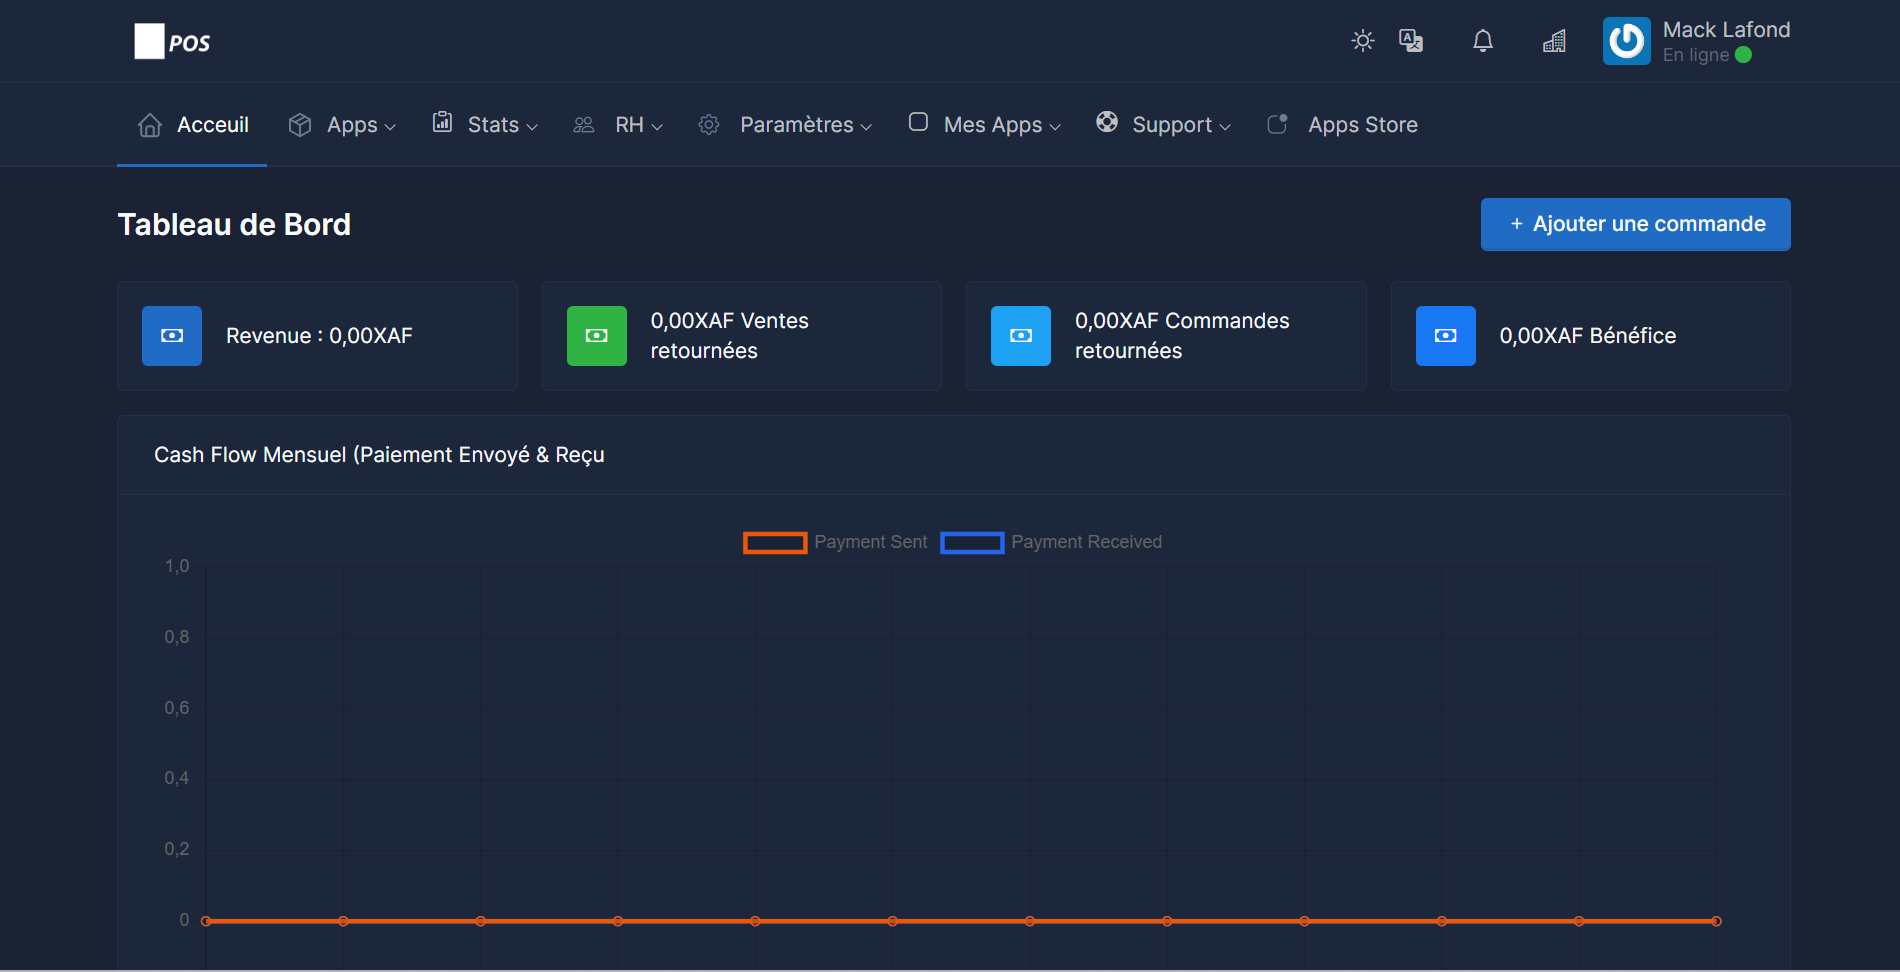 POS
Mack Lafond
En ligne
Acceuil
Apps
Stats
RH
Paramètres
Mes Apps
Support
Apps Store
Tableau de Bord
+ Ajouter une commande
Revenue : 0,00XAF
0,00XAF Ventes
retournées
0,00XAF Commandes
retournées
0,00XAF Bénéfice
Cash Flow Mensuel (Paiement Envoyé & Reçu
Payment Sent
Payment Received
1,0
0,8
0,6
0,4
0,2
0